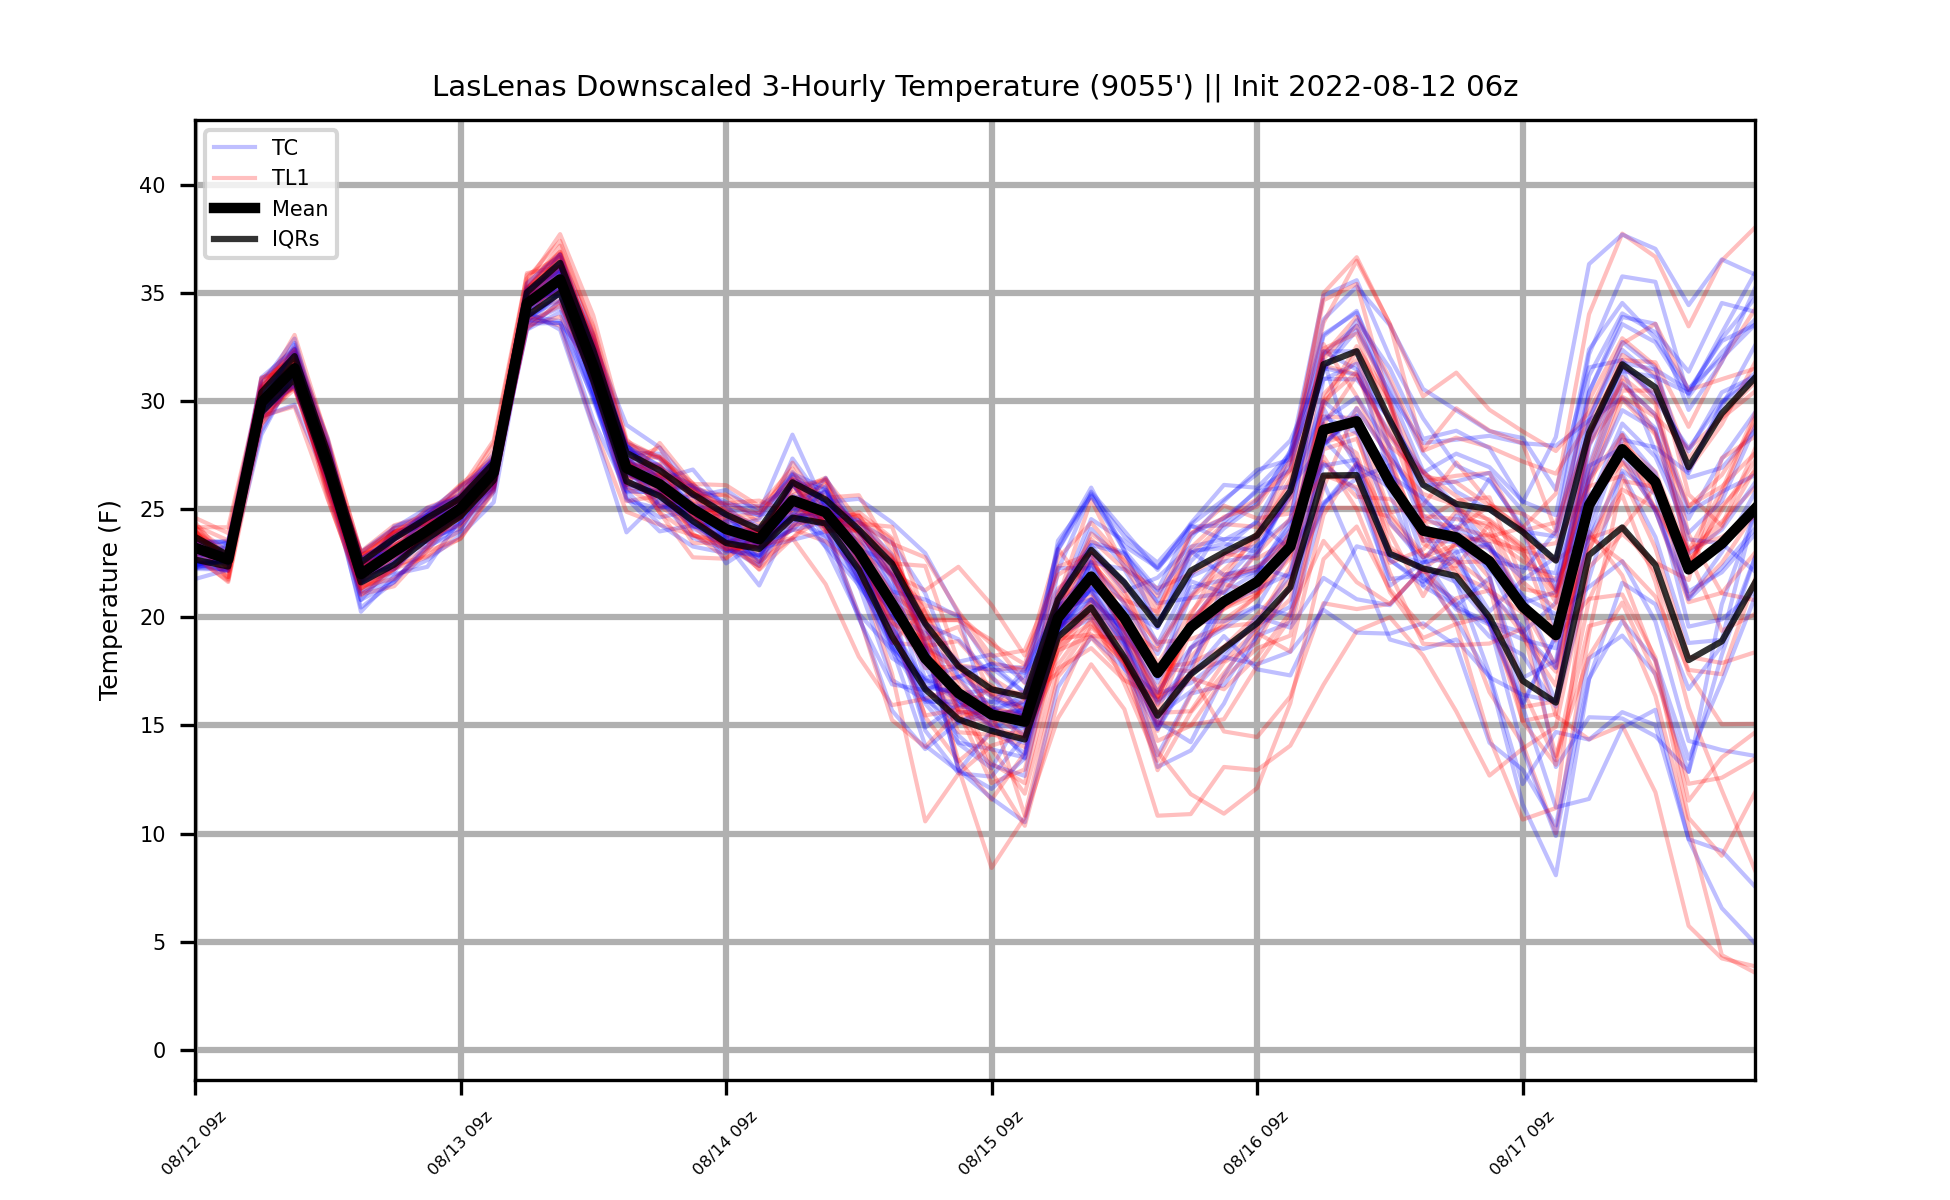 LasLenas Downscaled 3-Hourly Temperature (9055') || Init 2022-08-12 06z
TC
TL1
Mean
IQRs
Temperature (F)
40
35
30
25
20
15
10
5
0
08/12 09z
08/13 09z
08/14 09z
08/15 09z
08/16 09z
08/17 09z